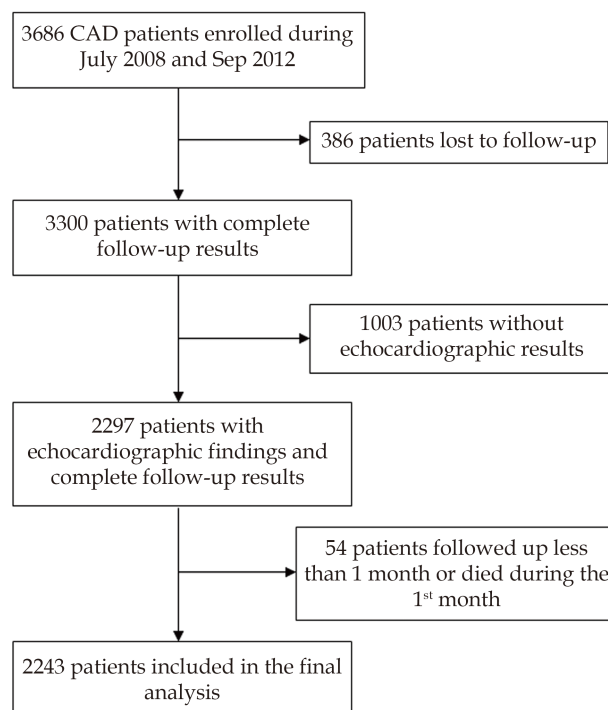 3686 CAD patients enrolled during
July 2008 and Sep 2012
386 patients lost to follow-up
3300 patients with complete
follow-up results
1003 patients without
echocardiographic results
2297 patients with
echocardiographic findings and
complete follow-up results
54 patients followed up less
than 1 month or died during the
1st month
2243 patients included in the final
analysis